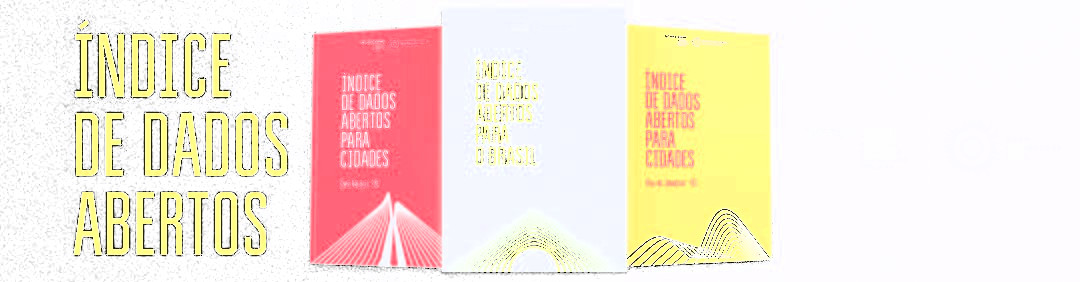 ÍNDICE
DE DADOS
ABERTOS
ÍNDICE
DE DADOS
ABERTOS
PARA
CIDADES
ÍNDICE
DE DADOS
ABERTOS
PARA
O BRASIL
ÍNDICE
DE DADOS
ABERTOS
PARA
CIDADES